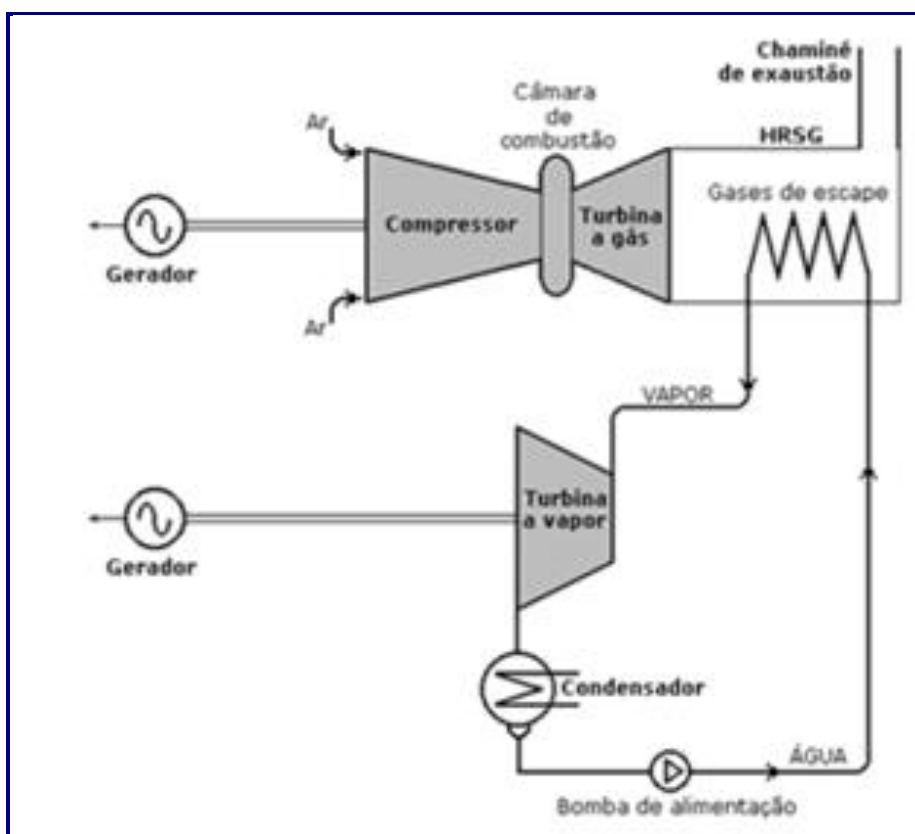 Chaminé
de exaustão
Câmara
de
combustão
Ar
HRSG
Gases de escape
Compressor
Turbina
a gás
Gerador
Ar
VAPOR
Turbina
a vapor
Gerador
Condensador
ÁGUA
Bomba de alimentação